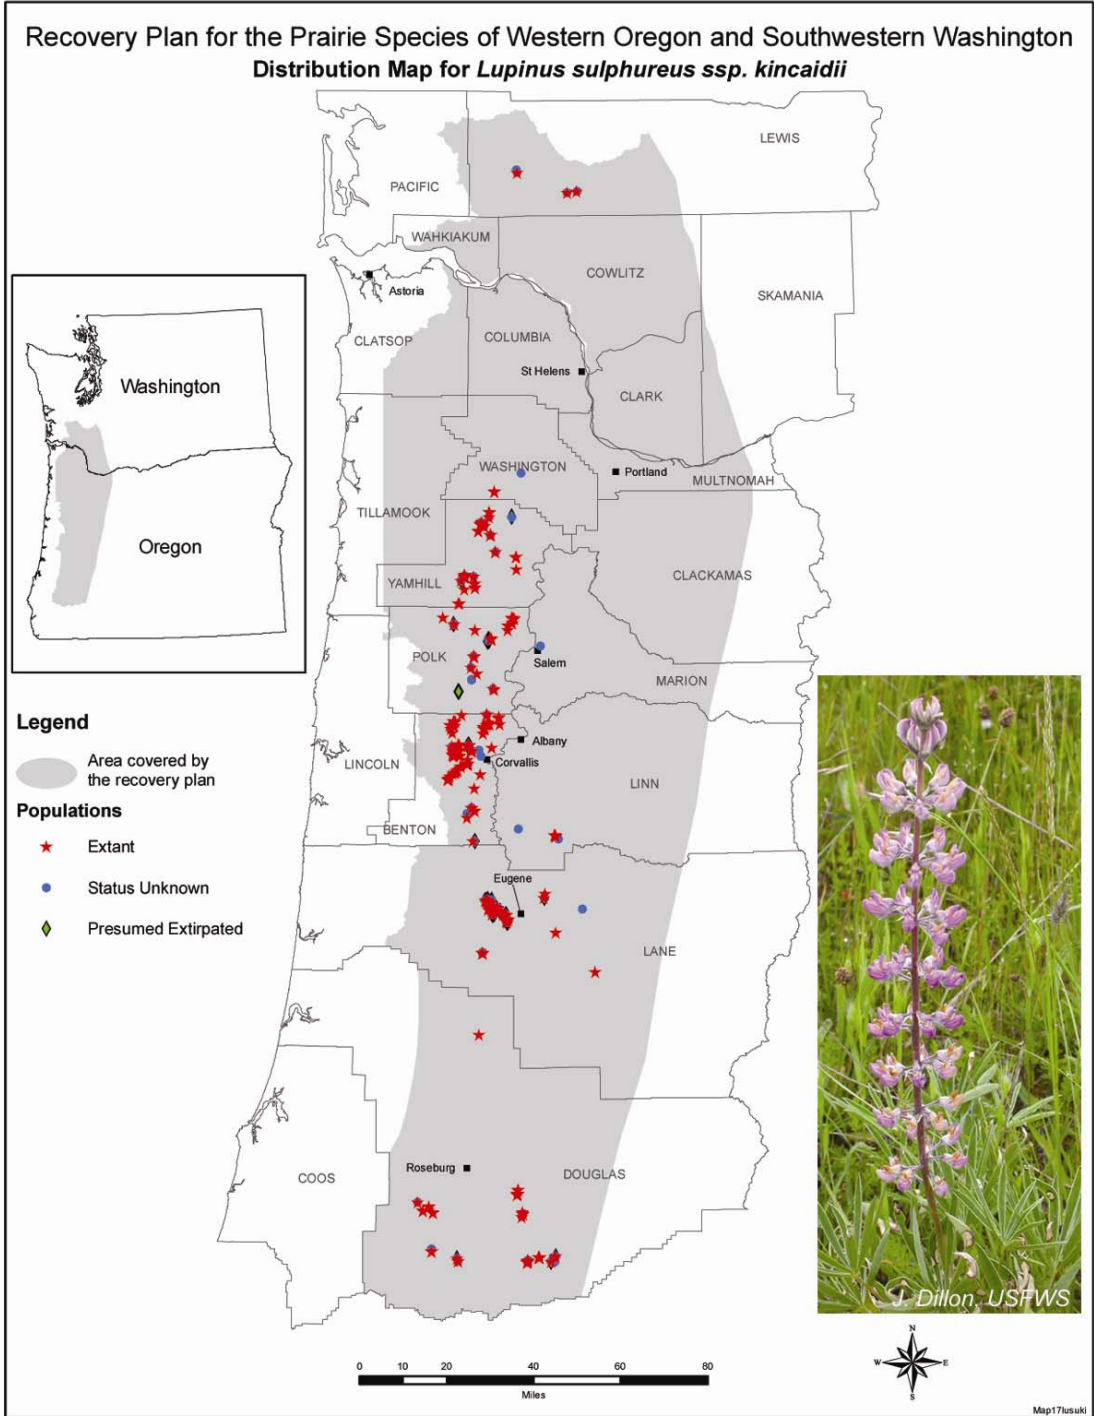 Recovery Plan for the Prairie Species of Western Oregon and Southwestern Washington
Distribution Map for Lupinus sulphureus ssp. kincaidii
LEWIS
PACIFIC
WAHKIAKUM
COWLITZ
SKAMANIA
Astoria
CLATSOP
COLUMBIA
St Helens
CLARK
Washington
Oregon
WASHINGTON
Portland
MULTNOMAH
TILLAMOOK
YAMHILL
CLACKAMAS
POLK
Salem
MARION
Legend
Area covered by
the recovery plan
Populations
Extant
Status Unknown
Presumed Extirpated
Albany
Corvallis
LINCOLN
LINN
BENTON
Eugene
LANE
Roseburg
DOUGLAS
COOS
J. Dillon, USFWS
N
W
E
S
0 10 20 40 60 80
Miles
Map17lusuki